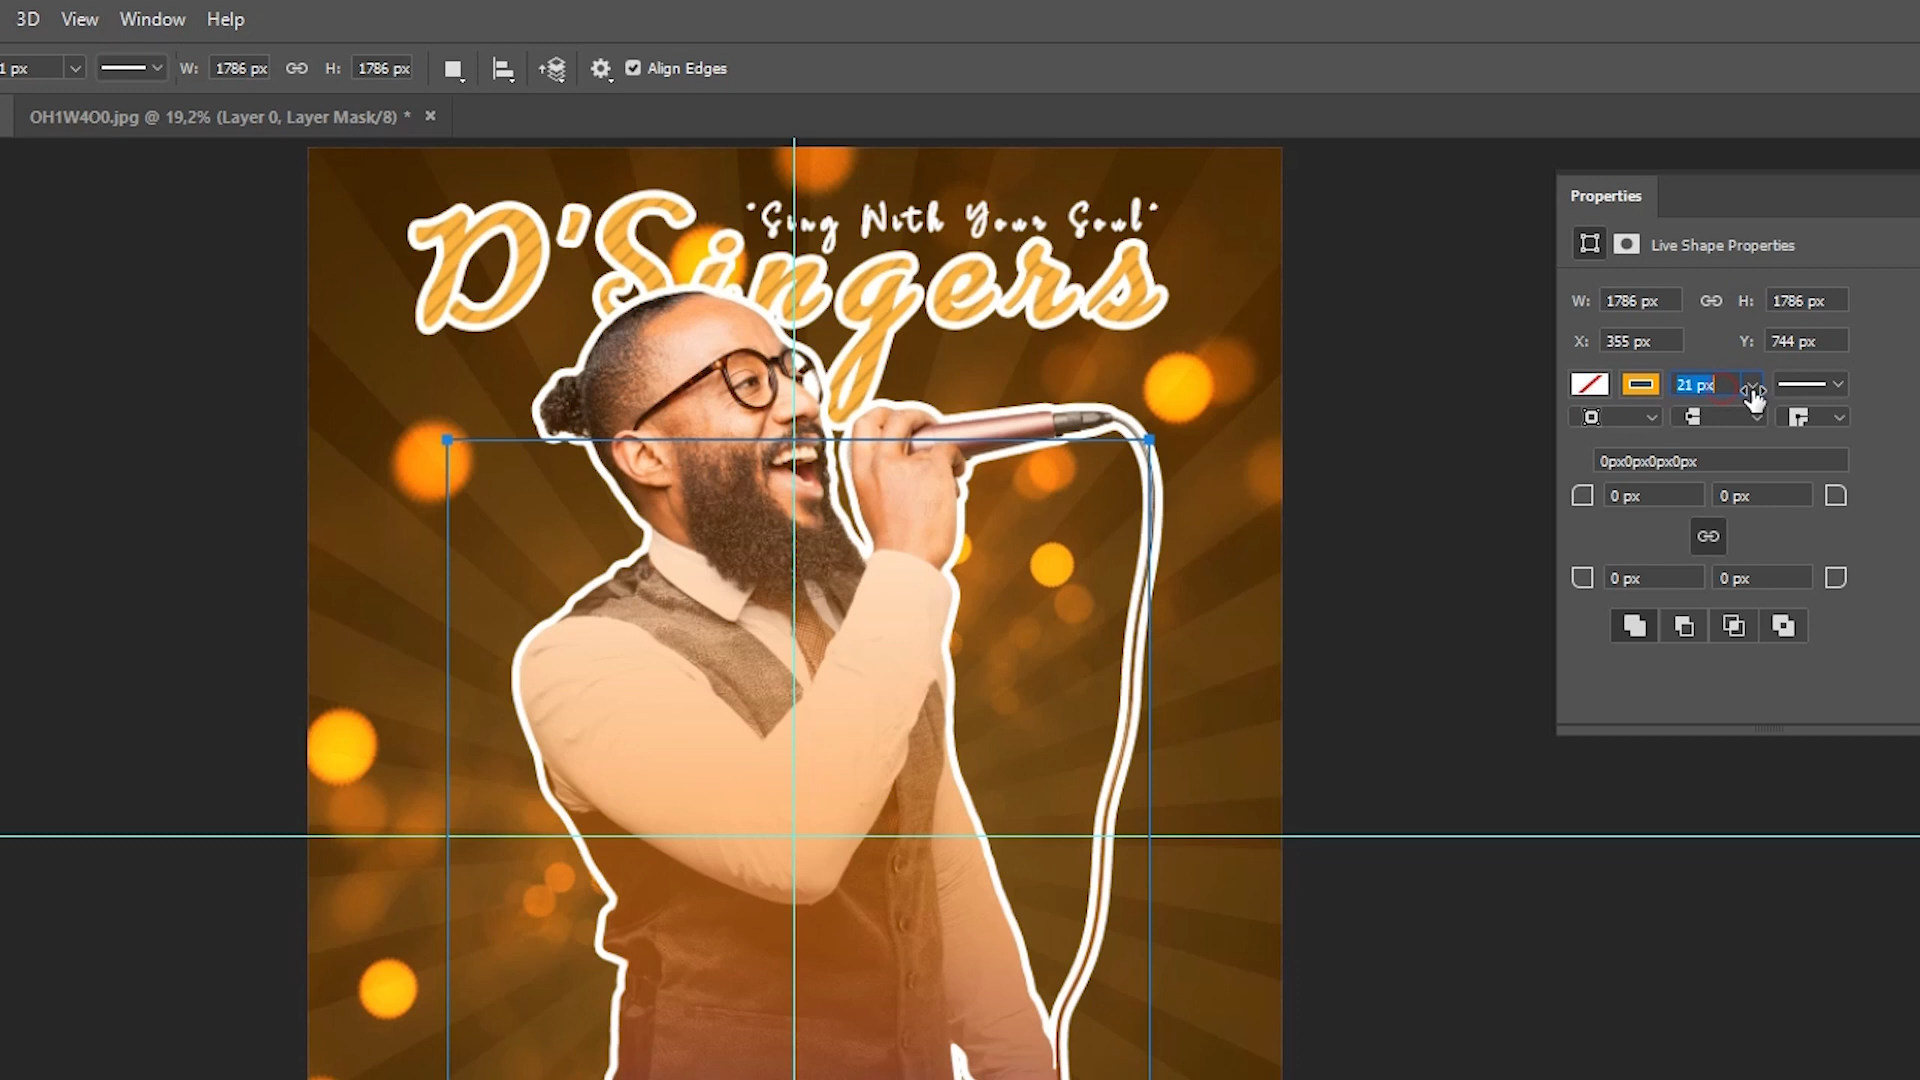 3D View Window Help
1 px W: 1786 px H: 1786 px Align Edges
OH1W4O0.jpg @ 19,2% (Layer 0, Layer Mask/8) * ×
D'Singers
"Sing With Your Soul"
Properties
Live Shape Properties
W: 1786 px H: 1786 px
X: 355 px Y: 744 px
21 px
0px0px0px0px
0 px 0 px
0 px 0 px